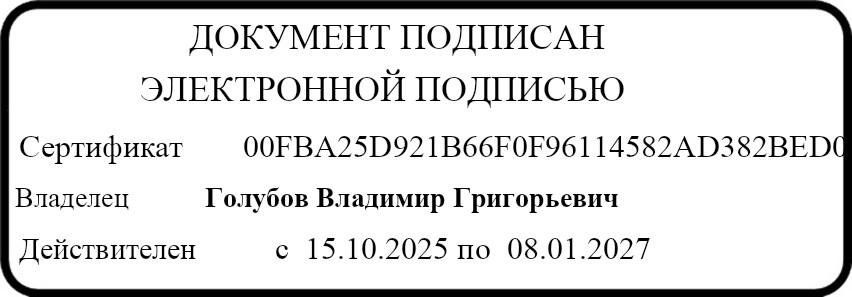 ДОКУМЕНТ ПОДПИСАН
ЭЛЕКТРОННОЙ ПОДПИСЬЮ
Сертификат 00FBA25D921B66F0F96114582AD382BED0
Владелец Голубов Владимир Григорьевич
Действителен с 15.10.2025 по 08.01.2027